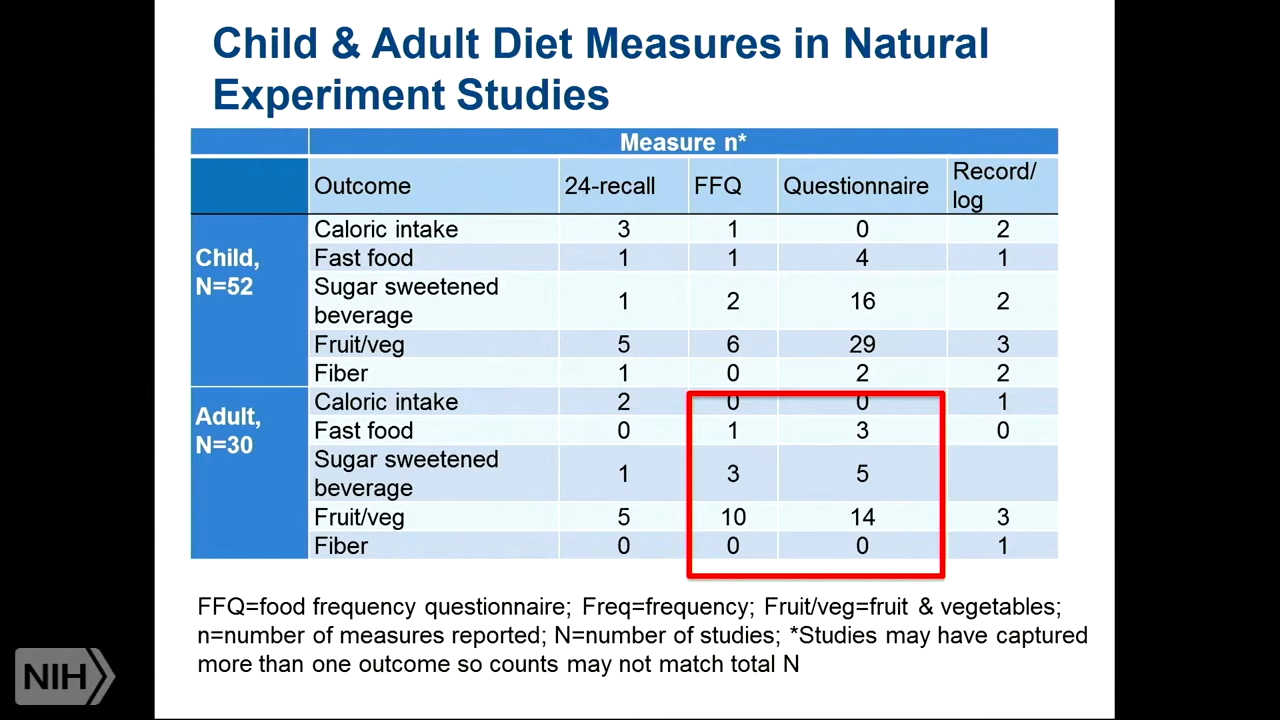 Child & Adult Diet Measures in Natural
Experiment Studies
Measure n*
Outcome 24-recall FFQ Questionnaire Record/
log
Child,
N=52
Caloric intake 3 1 0 2
Fast food 1 1 4 1
Sugar sweetened
beverage 1 2 16 2
Fruit/veg 5 6 29 3
Fiber 1 0 2 2
Adult,
N=30
Caloric intake 2 0 0 1
Fast food 0 1 3 0
Sugar sweetened
beverage 1 3 5
Fruit/veg 5 10 14 3
Fiber 0 0 0 1
FFQ=food frequency questionnaire; Freq=frequency; Fruit/veg=fruit & vegetables;
n=number of measures reported; N=number of studies; *Studies may have captured
more than one outcome so counts may not match total N
NIH